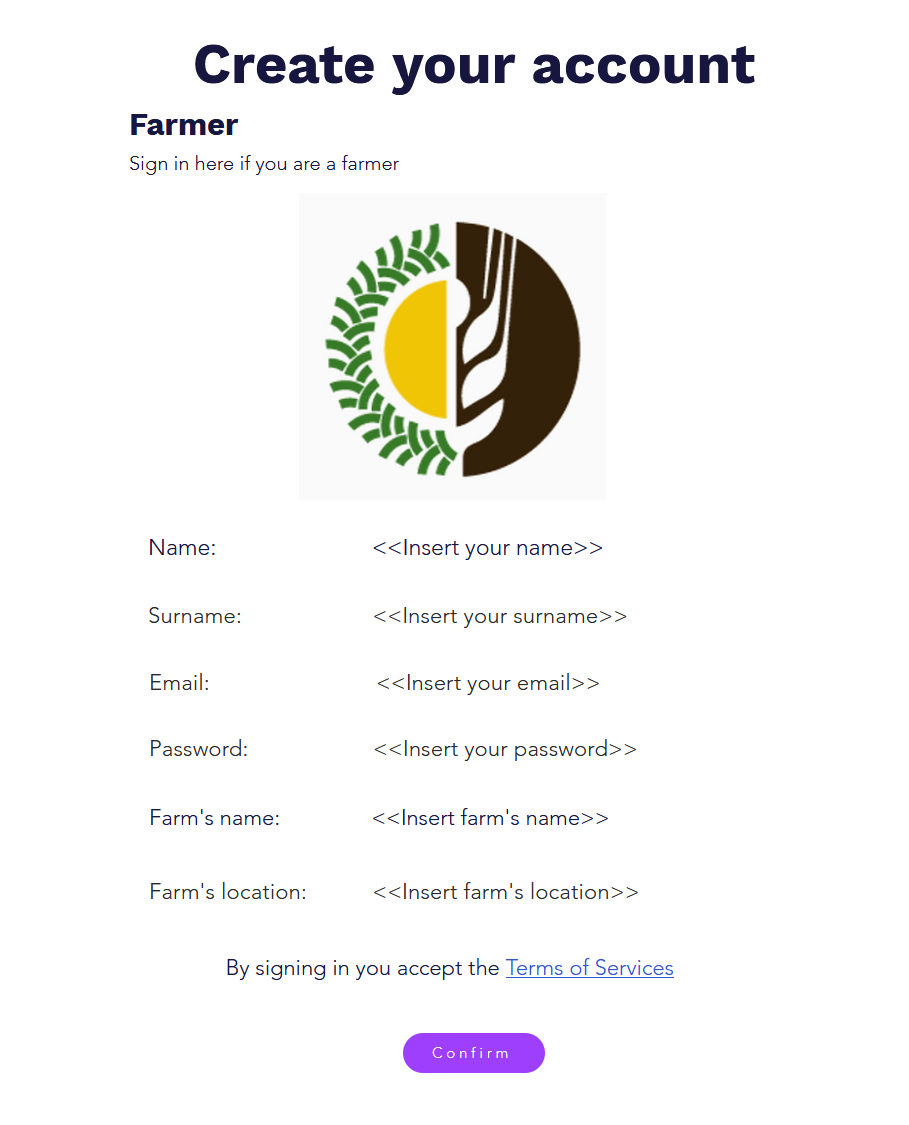 Create your account
Farmer
Sign in here if you are a farmer
Name: <<Insert your name>>
Surname: <<Insert your surname>>
Email: <<Insert your email>>
Password: <<Insert your password>>
Farm's name: <<Insert farm's name>>
Farm's location: <<Insert farm's location>>
By signing in you accept the Terms of Services
Confirm